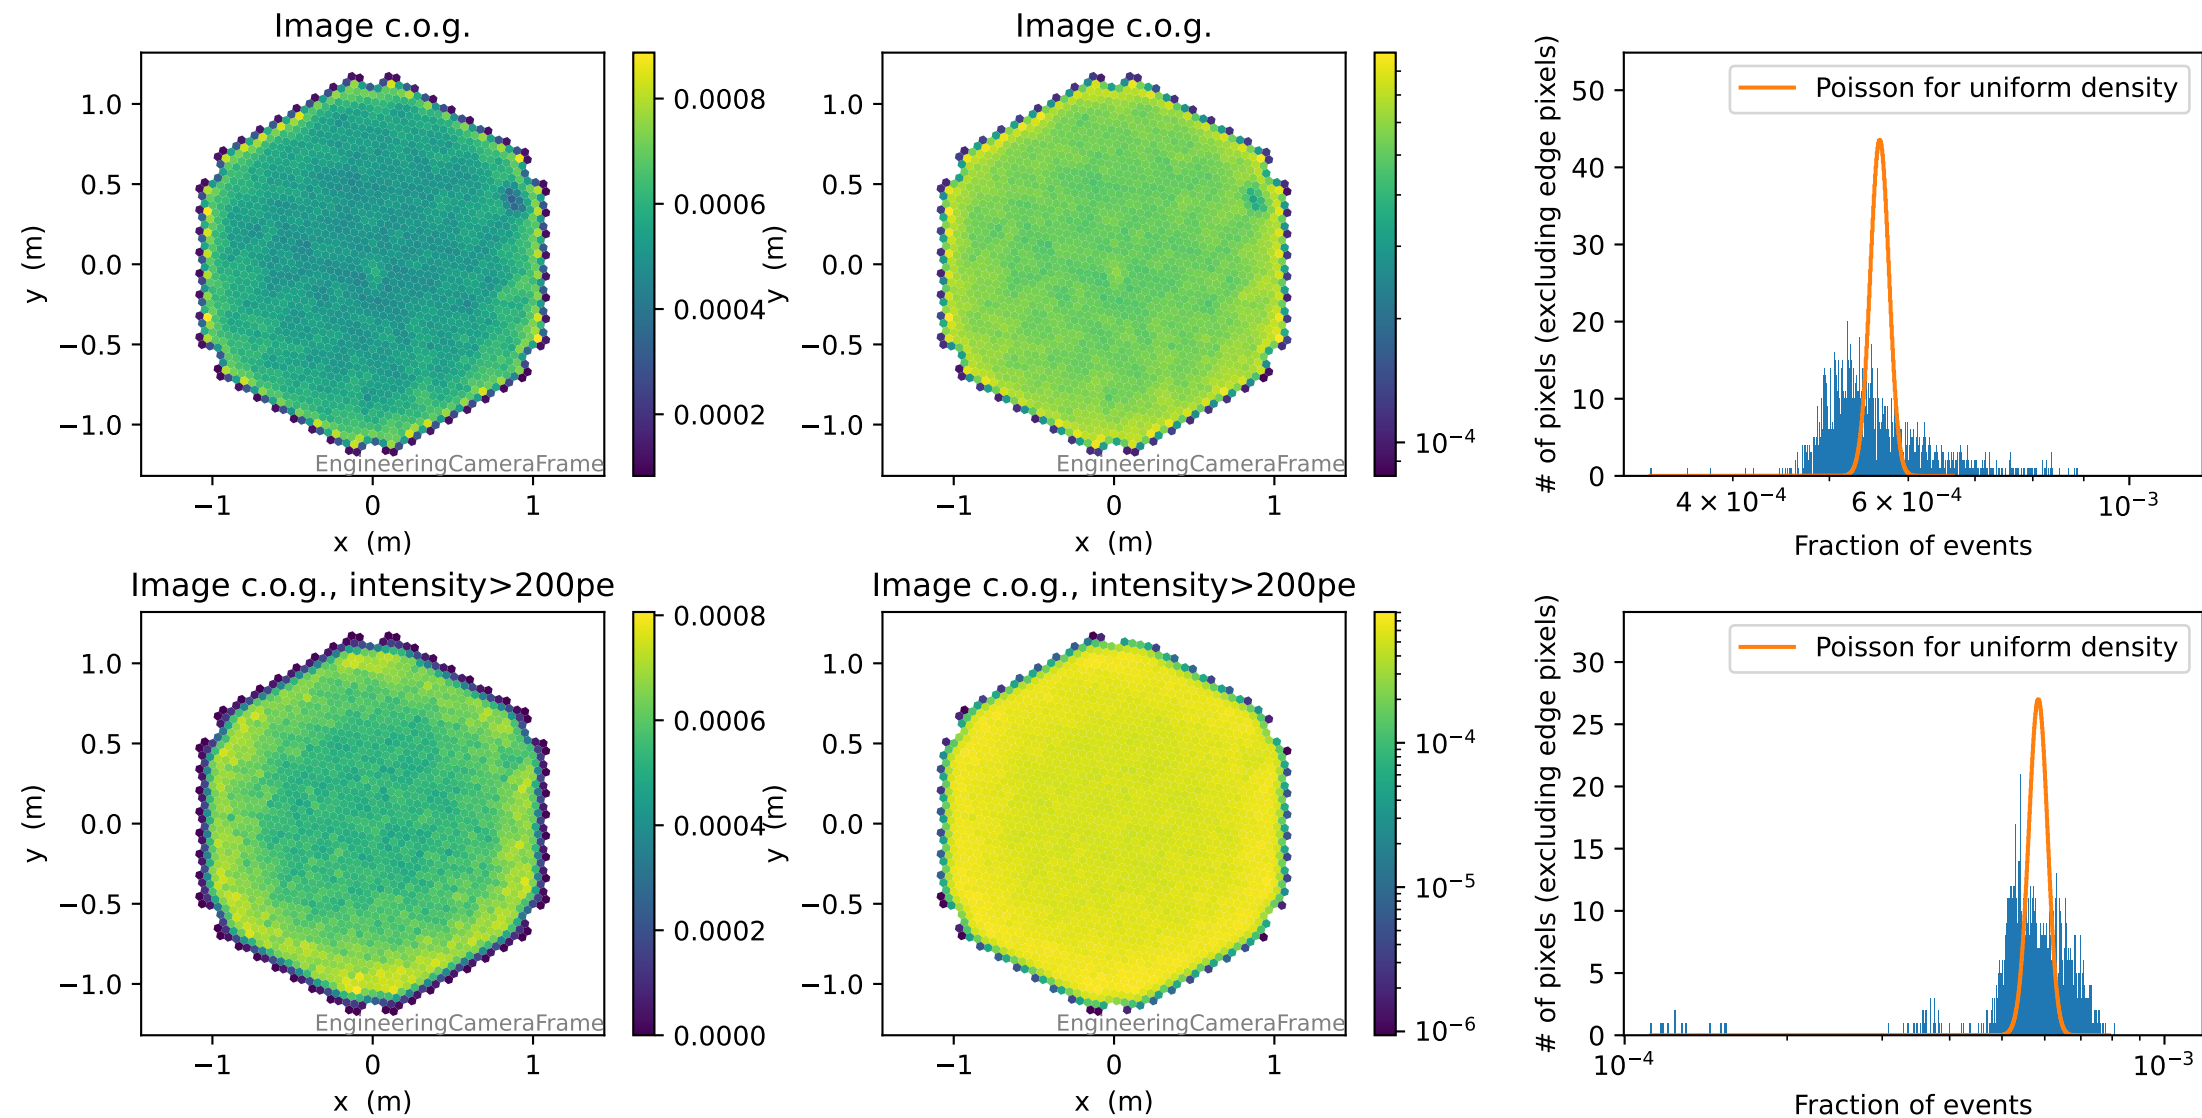 Image c.o.g.
1.0
0.5
0.0
−0.5
−1.0
y (m)
−1
0
1
x (m)
EngineeringCameraFrame
0.0008
0.0006
0.0004
0.0002
Image c.o.g.
1.0
0.5
0.0
−0.5
−1.0
y (m)
−1
0
1
x (m)
EngineeringCameraFrame
10⁻⁴
# of pixels (excluding edge pixels)
50
40
30
20
10
0
Poisson for uniform density
4 × 10⁻⁴
6 × 10⁻⁴
10⁻³
Fraction of events
Image c.o.g., intensity>200pe
1.0
0.5
0.0
−0.5
−1.0
y (m)
−1
0
1
x (m)
EngineeringCameraFrame
0.0008
0.0006
0.0004
0.0002
0.0000
Image c.o.g., intensity>200pe
1.0
0.5
0.0
−0.5
−1.0
y (m)
−1
0
1
x (m)
EngineeringCameraFrame
10⁻⁴
10⁻⁵
10⁻⁶
# of pixels (excluding edge pixels)
30
25
20
15
10
5
0
Poisson for uniform density
10⁻⁴
10⁻³
Fraction of events